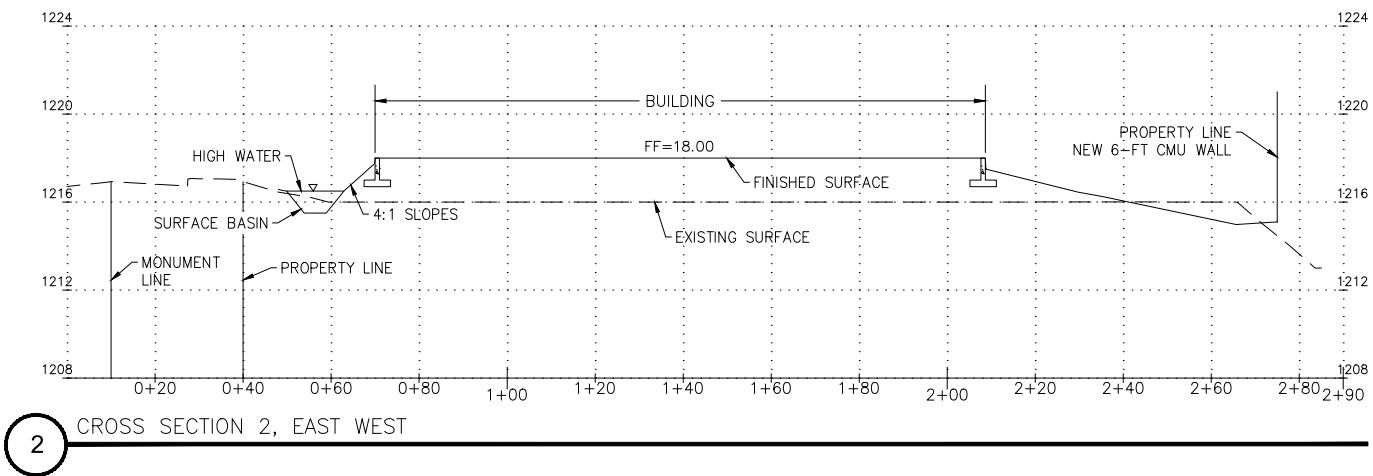 1224
1224
BUILDING
1220
1220
PROPERTY LINE
NEW 6-FT CMU WALL
FF=18.00
HIGH WATER
FINISHED SURFACE
1216
1216
4:1 SLOPES
SURFACE BASIN
EXISTING SURFACE
MONUMENT
LINE
PROPERTY LINE
1212
1212
1208
1208
0+20 0+40 0+60 0+80 1+00 1+20 1+40 1+60 1+80 2+00 2+20 2+40 2+60 2+80 2+90
2 CROSS SECTION 2, EAST WEST